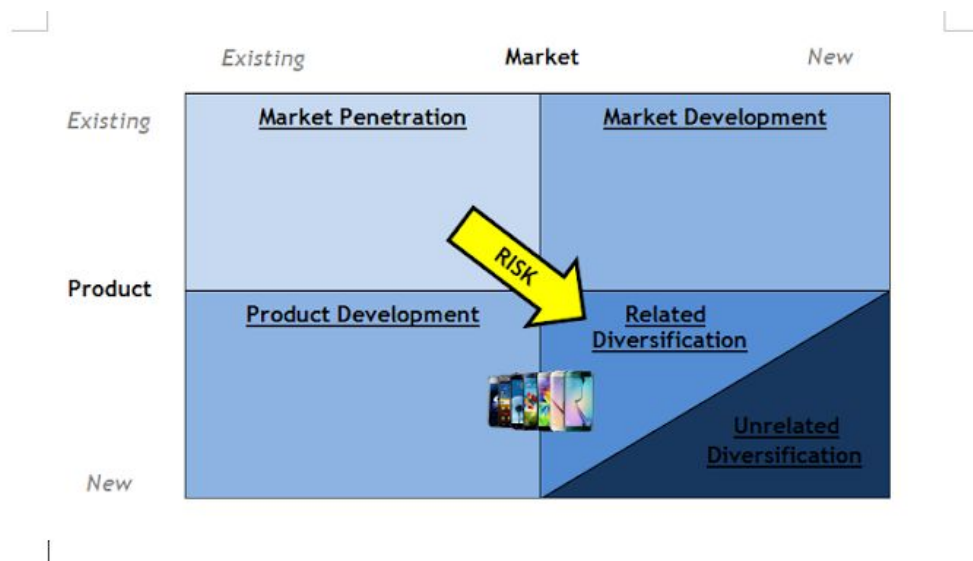 Existing Market New
Existing
Market Penetration Market Development
RISK
Product
Product Development Related
Diversification
Unrelated
Diversification
New